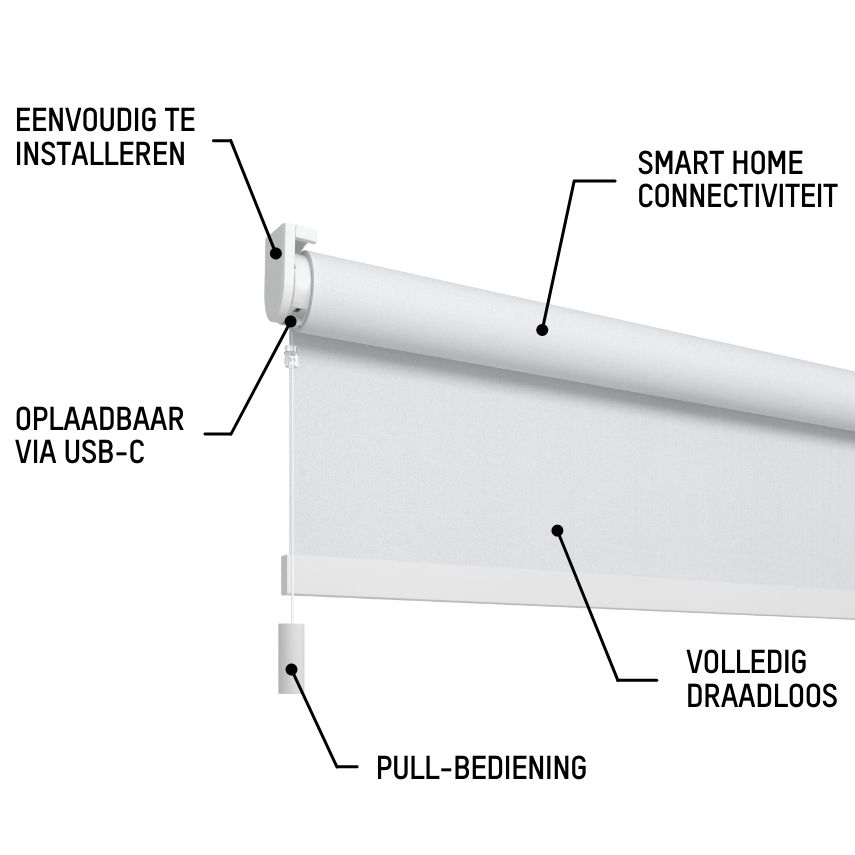 EENVOUDIG TE
INSTALLEREN
SMART HOME
CONNECTIVITEIT
OPLAADBAAR
VIA USB-C
VOLLEDIG
DRAADLOOS
PULL-BEDIENING